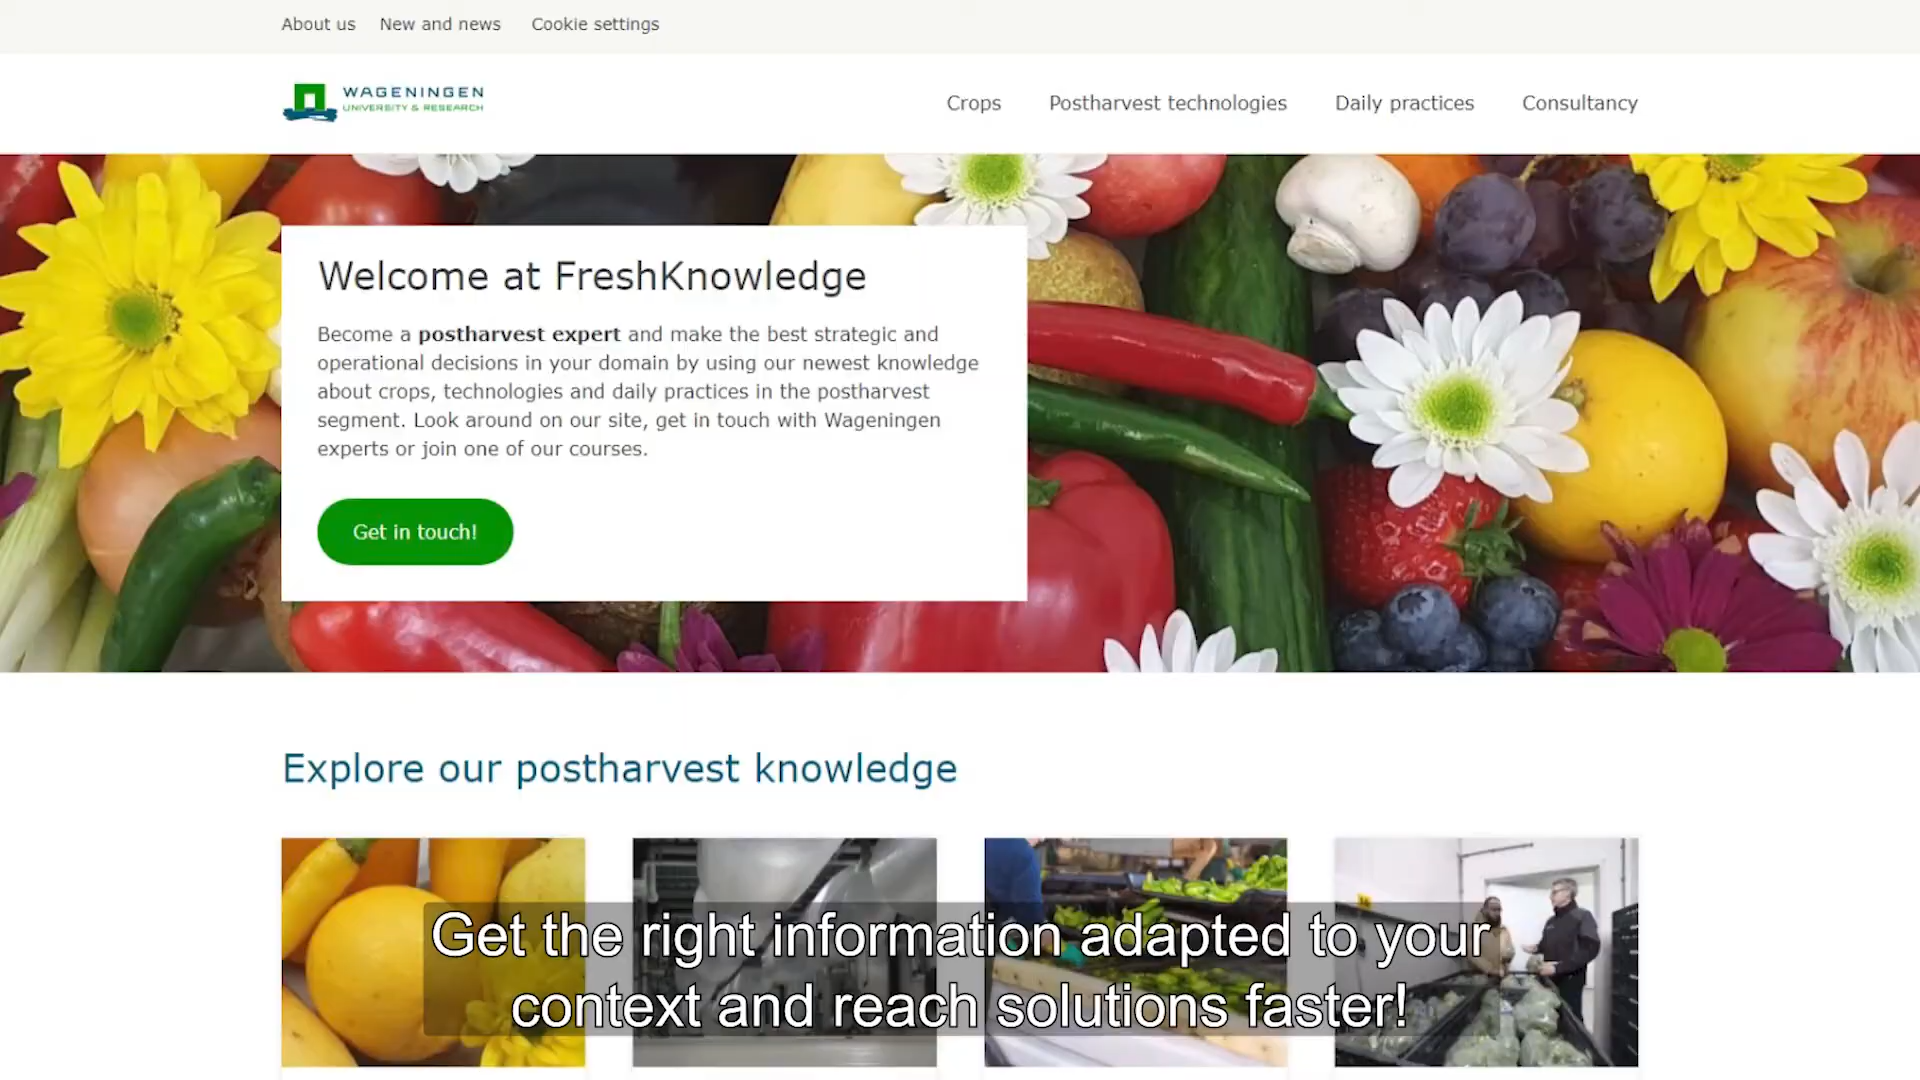 About us New and news Cookie settings
WAGENINGEN
UNIVERSITY & RESEARCH
Crops Postharvest technologies Daily practices Consultancy
Welcome at FreshKnowledge
Become a postharvest expert and make the best strategic and
operational decisions in your domain by using our newest knowledge
about crops, technologies and daily practices in the postharvest
segment. Look around on our site, get in touch with Wageningen
experts or join one of our courses.
Get in touch!
Explore our postharvest knowledge
Get the right information adapted to your
context and reach solutions faster!